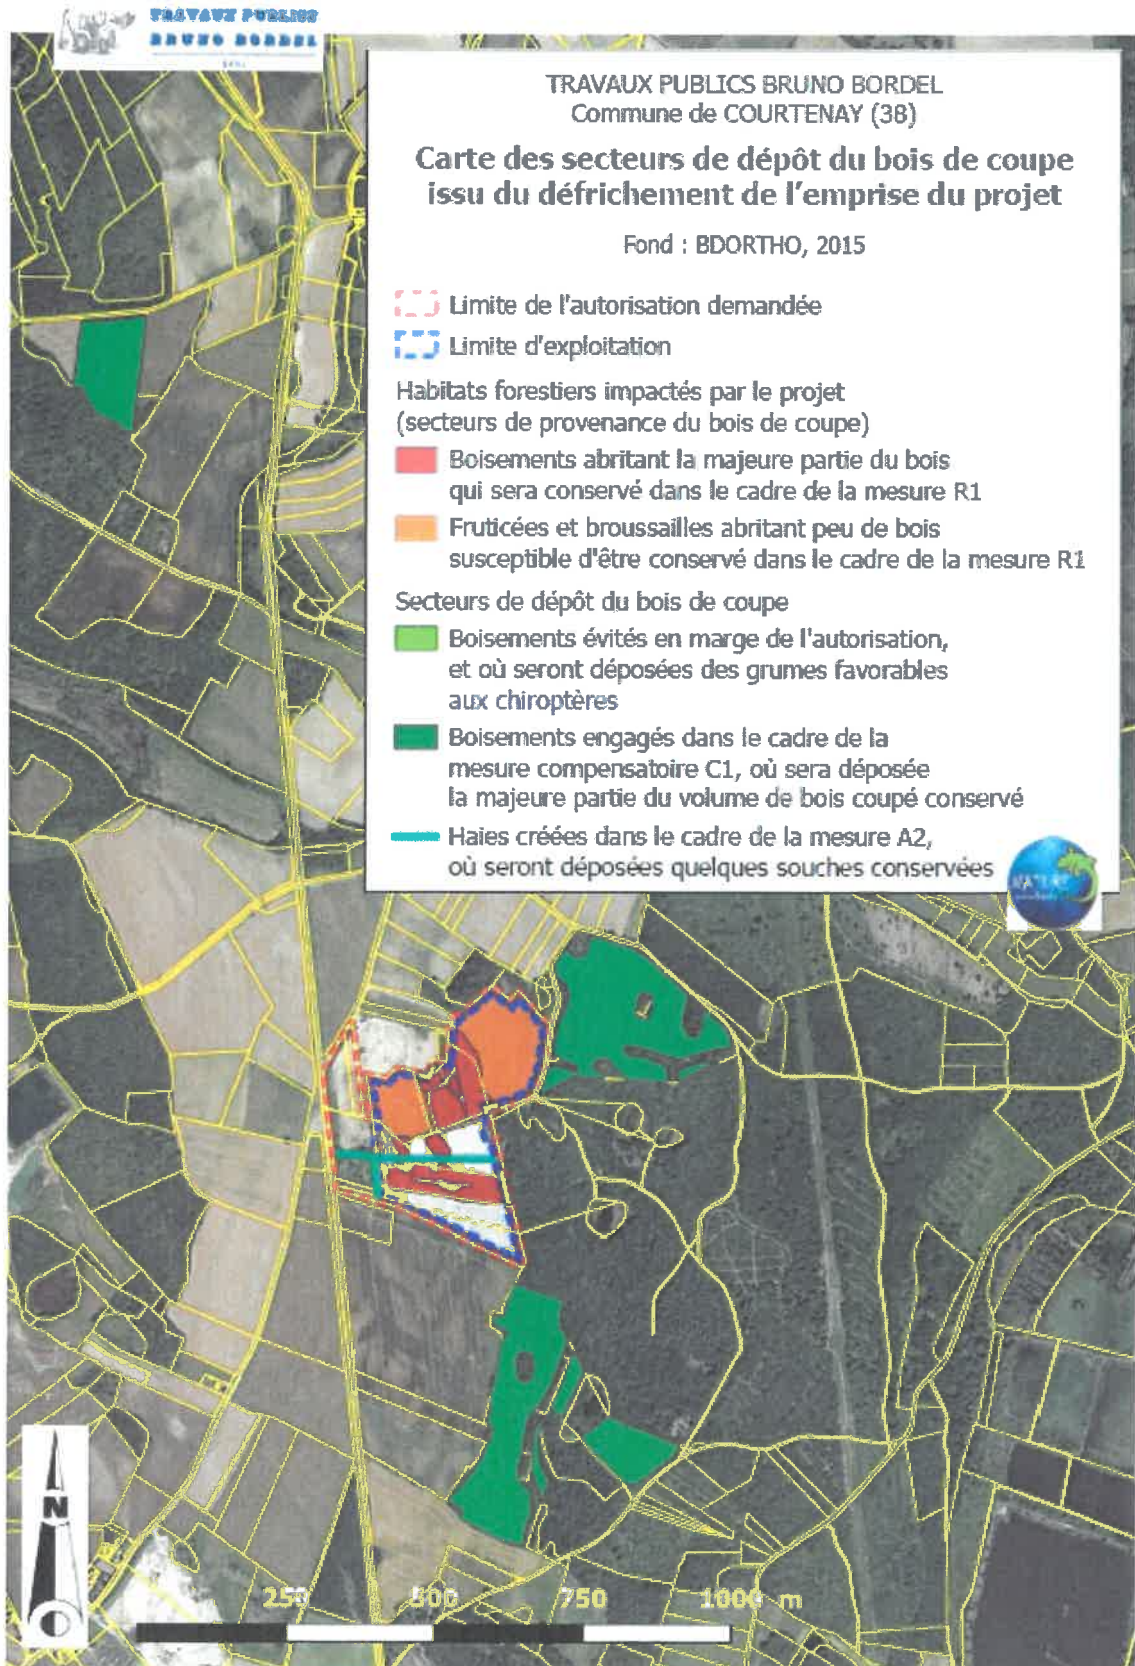 TRAVAUX PUBLICS
BRUNO BORDEL
TRAVAUX PUBLICS BRUNO BORDEL
Commune de COURTENAY (38)
Carte des secteurs de dépôt du bois de coupe
issu du défrichement de l'emprise du projet
Fond : BDORTHO, 2015
Limite de l'autorisation demandée
Limite d'exploitation
Habitats forestiers impactés par le projet
(secteurs de provenance du bois de coupe)
Boisements abritant la majeure partie du bois
qui sera conservé dans le cadre de la mesure R1
Fruticées et broussailles abritant peu de bois
susceptible d'être conservé dans le cadre de la mesure R1
Secteurs de dépôt du bois de coupe
Boisements évités en marge de l'autorisation,
et où seront déposées des grumes favorables
aux chiroptères
Boisements engagés dans le cadre de la
mesure compensatoire C1, où sera déposée
la majeure partie du volume de bois coupé conservé
Haies créées dans le cadre de la mesure A2,
où seront déposées quelques souches conservées
N
250 500 750 1000 m